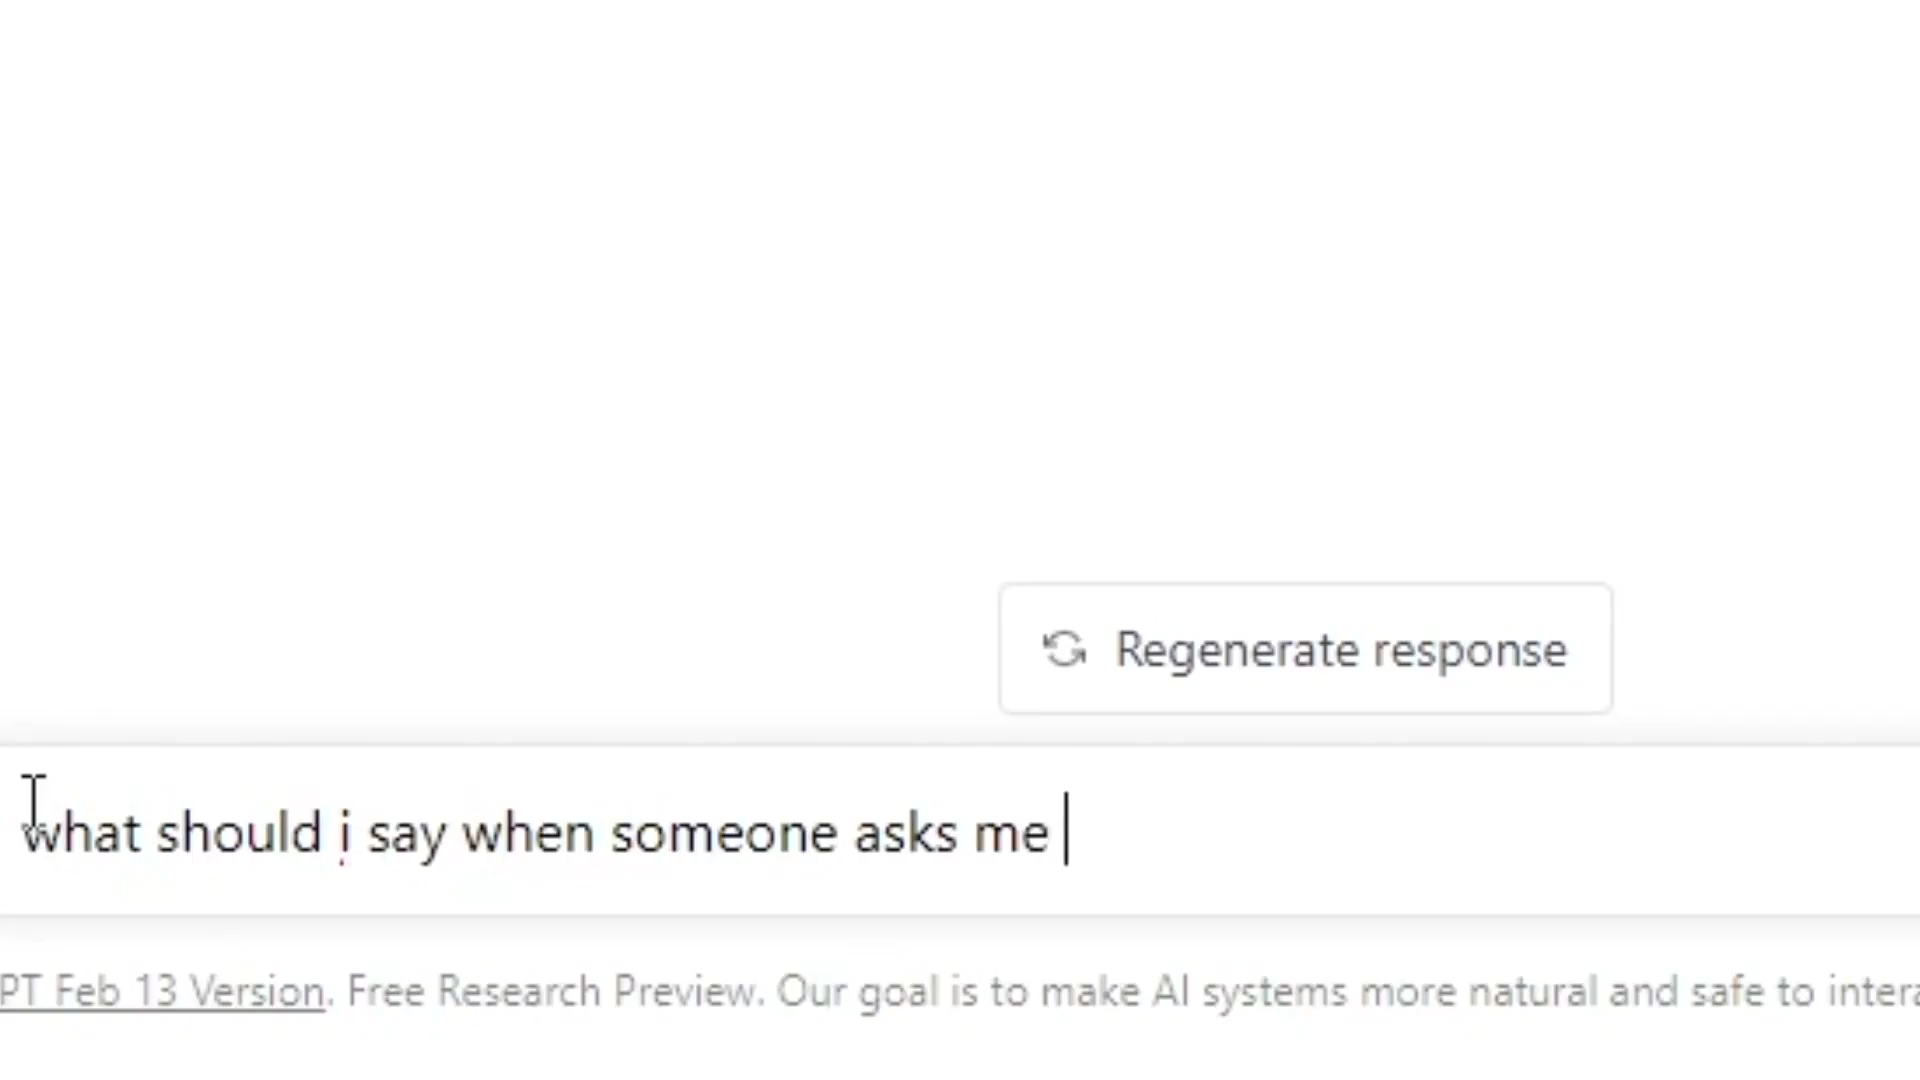 Regenerate response
what should i say when someone asks me
PT Feb 13 Version. Free Research Preview. Our goal is to make AI systems more natural and safe to